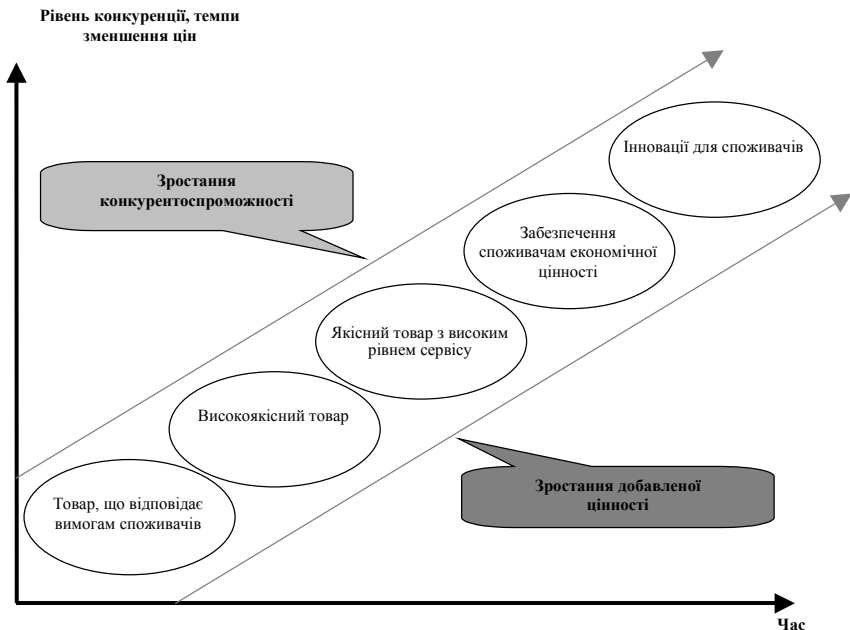 Рівень конкуренції, темпи
зменшення цін
Інновації для споживачів
Зростання
конкурентоспроможності
Забезпечення
споживачам економічної
цінності
Якісний товар з високим
рівнем сервісу
Високоякісний товар
Зростання добавленої
цінності
Товар, що відповідає
вимогам споживачів
Час